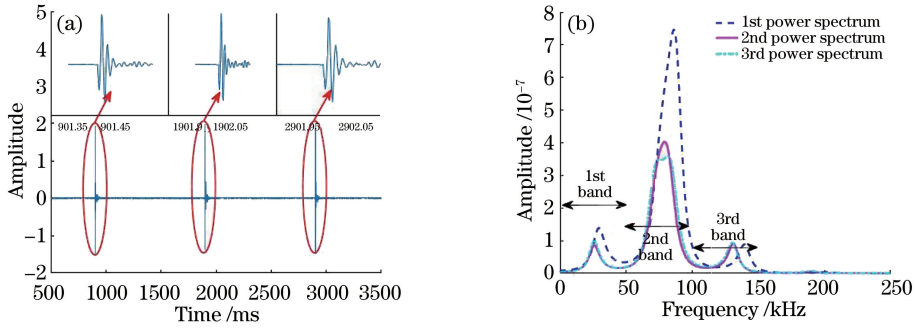 (a)
5
4
3
2
1
0
−1
−2
Amplitude
901.35 901.45
2902.05
2901.95
1902.05
500 1000 1500 2000 2500 3000 3500
Time /ms
(b)
8
7
6
5
4
3
2
1
0
Amplitude /10⁻⁷
1st power spectrum
2nd power spectrum
3rd power spectrum
1st
band
2nd
band
3rd
band
0 50 100 150 200 250
Frequency /kHz